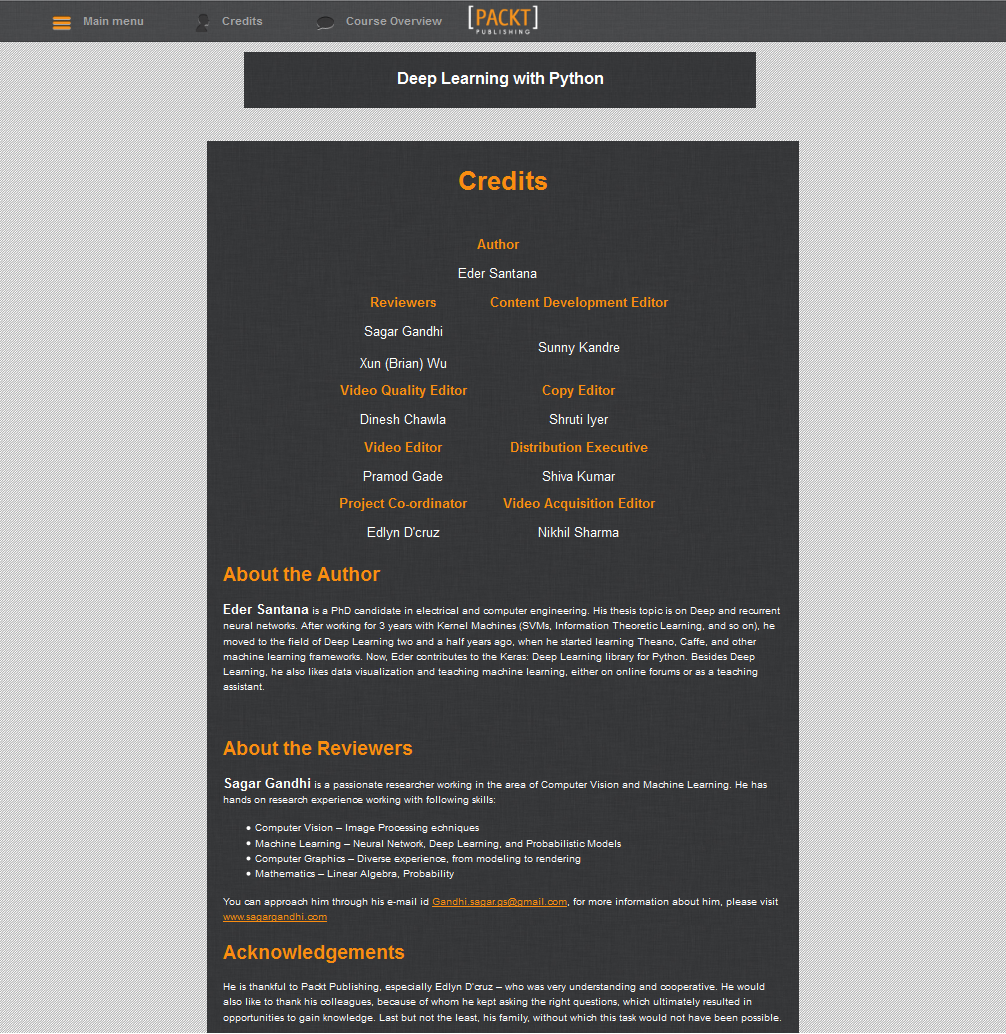 Main menu Credits Course Overview [PACKT]
PUBLISHING
Deep Learning with Python
Credits
Author
Eder Santana
Reviewers Content Development Editor
Sagar Gandhi
Sunny Kandre
Xun (Brian) Wu
Video Quality Editor Copy Editor
Dinesh Chawla Shruti Iyer
Video Editor Distribution Executive
Pramod Gade Shiva Kumar
Project Co-ordinator Video Acquisition Editor
Edlyn D'cruz Nikhil Sharma
About the Author
Eder Santana is a PhD candidate in electrical and computer engineering. His thesis topic is on Deep and recurrent
neural networks. After working for 3 years with Kernel Machines (SVMs, Information Theoretic Learning, and so on), he
moved to the field of Deep Learning two and a half years ago, when he started learning Theano, Caffe, and other
machine learning frameworks. Now, Eder contributes to the Keras: Deep Learning library for Python. Besides Deep
Learning, he also likes data visualization and teaching machine learning, either on online forums or as a teaching
assistant.
About the Reviewers
Sagar Gandhi is a passionate researcher working in the area of Computer Vision and Machine Learning. He has
hands on research experience working with following skills:
• Computer Vision – Image Processing echniques
• Machine Learning – Neural Network, Deep Learning, and Probabilistic Models
• Computer Graphics – Diverse experience, from modeling to rendering
• Mathematics – Linear Algebra, Probability
You can approach him through his e-mail id Gandhi.sagar.gs@gmail.com, for more information about him, please visit
www.sagargandhi.com
Acknowledgements
He is thankful to Packt Publishing, especially Edlyn D'cruz – who was very understanding and cooperative. He would
also like to thank his colleagues, because of whom he kept asking the right questions, which ultimately resulted in
opportunities to gain knowledge. Last but not the least, his family, without which this task would not have been possible.